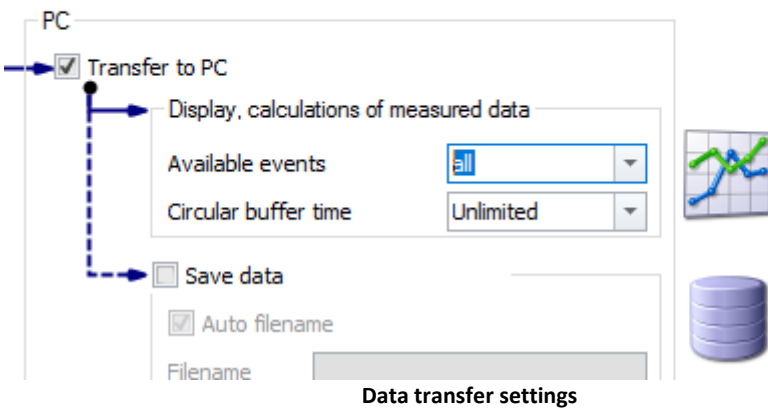 PC
Transfer to PC
Display, calculations of measured data
Available events all
Circular buffer time Unlimited
Save data
Auto filename
Filename
Data transfer settings